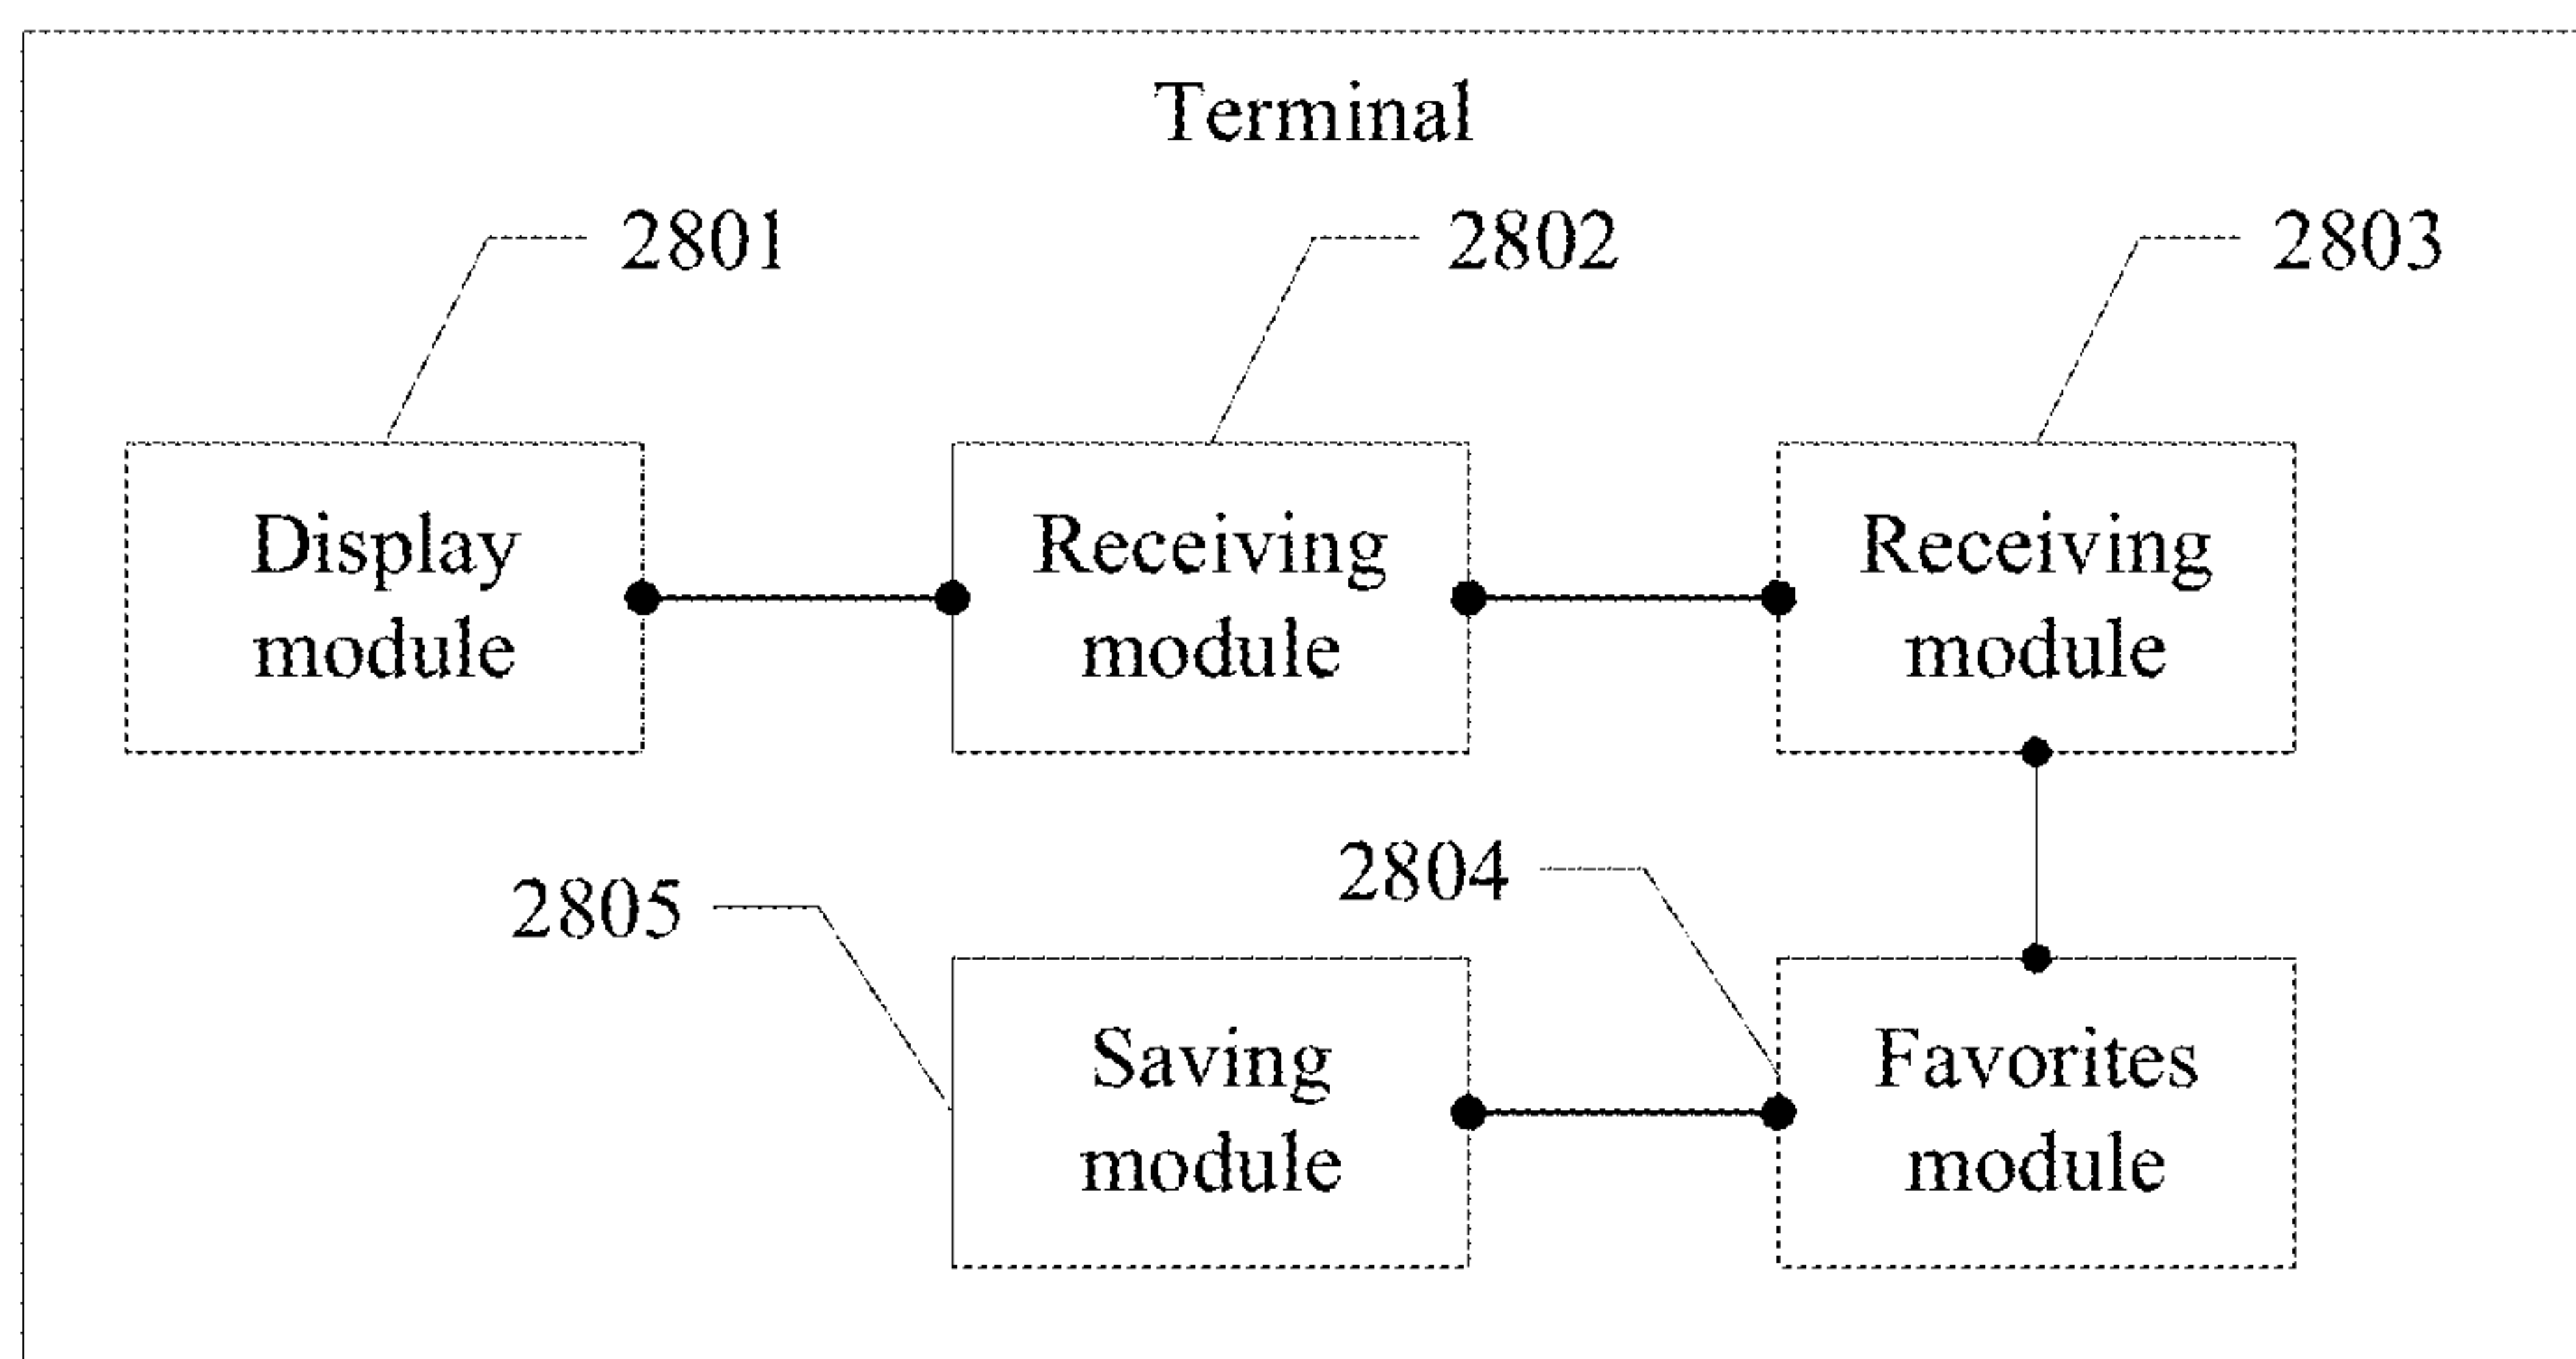 Terminal
2801
2802
2803
Display
module
Receiving
module
Receiving
module
2805
2804
Saving
module
Favorites
module